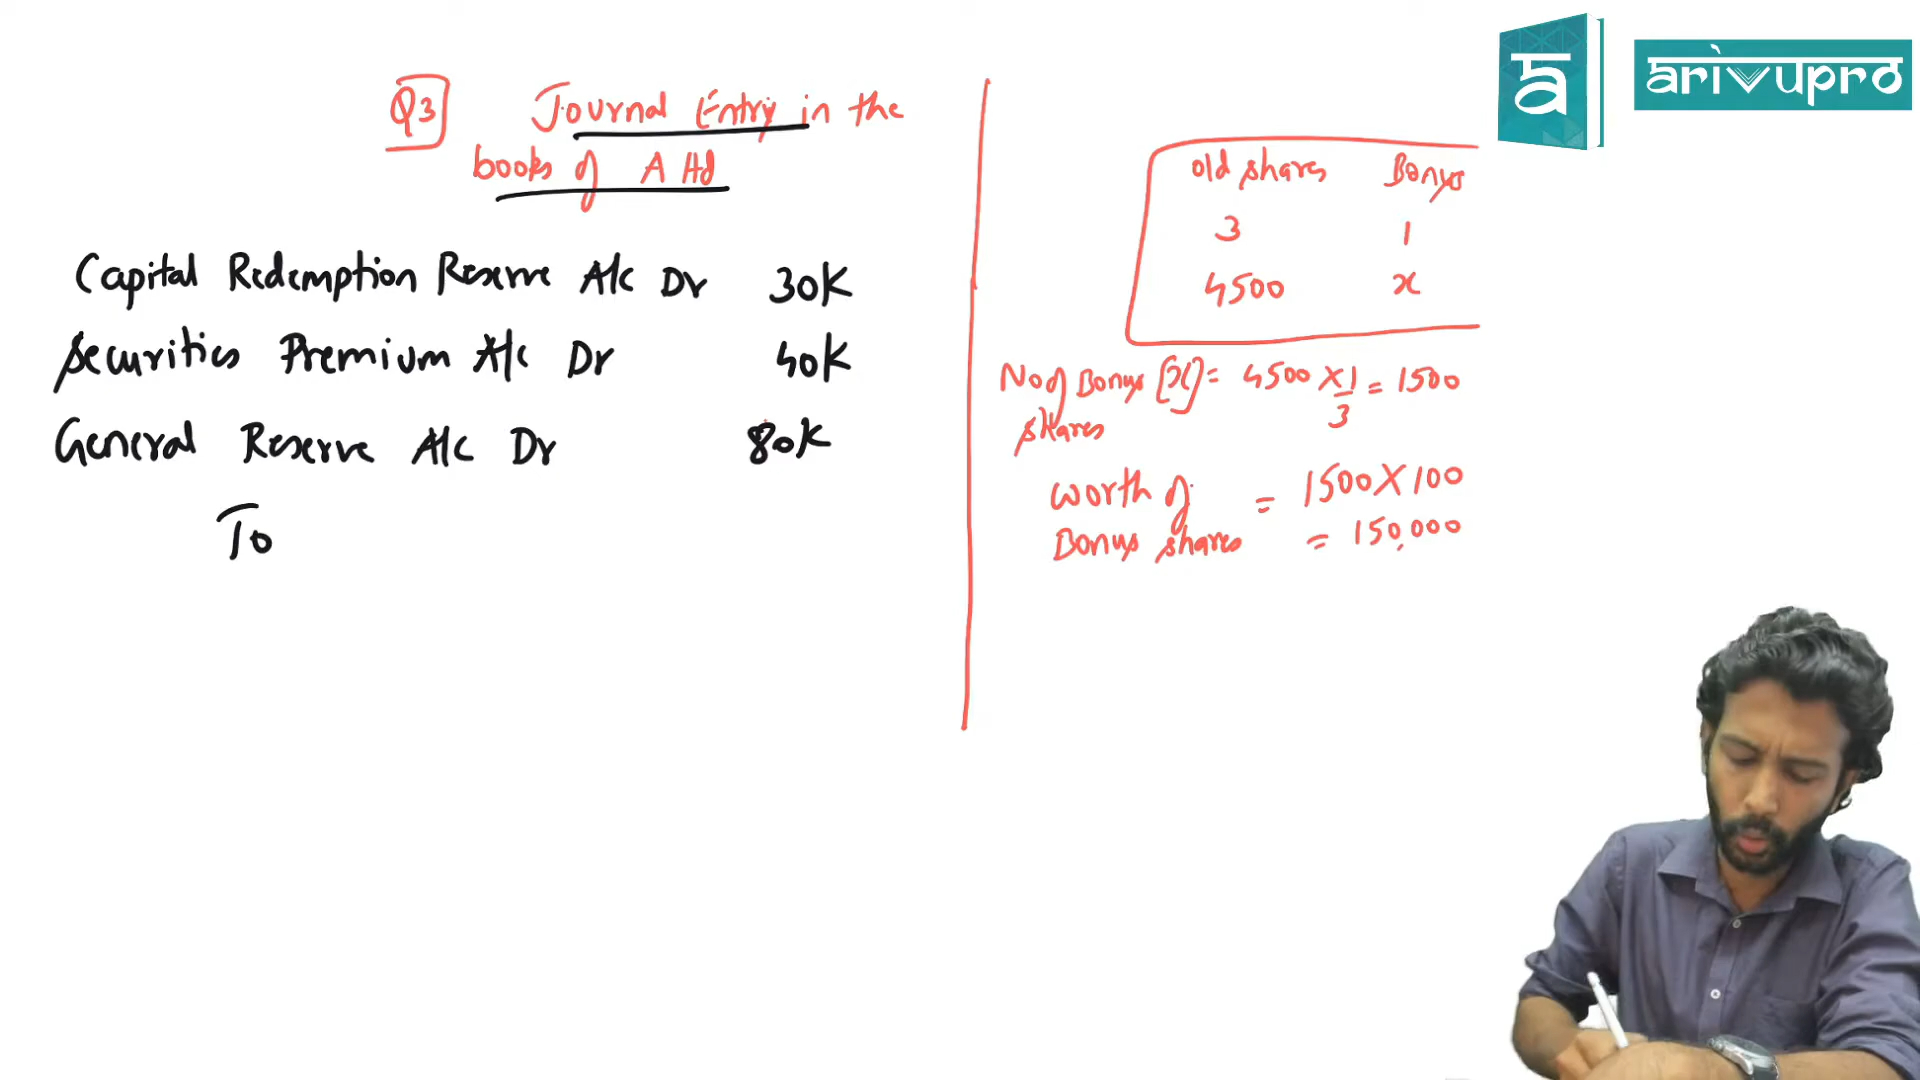 Q3 Journal Entry in the
books of A Ltd
Capital Redemption Reserve A/c Dr 30K
Securities Premium A/c Dr 40K
General Reserve A/c Dr 80K
To
old shares Bonus
3 1
4500 x
No of Bonus [x] = 4500 X 1/3 = 1500
shares
worth of = 1500 X 100
Bonus shares = 150,000
arivupro